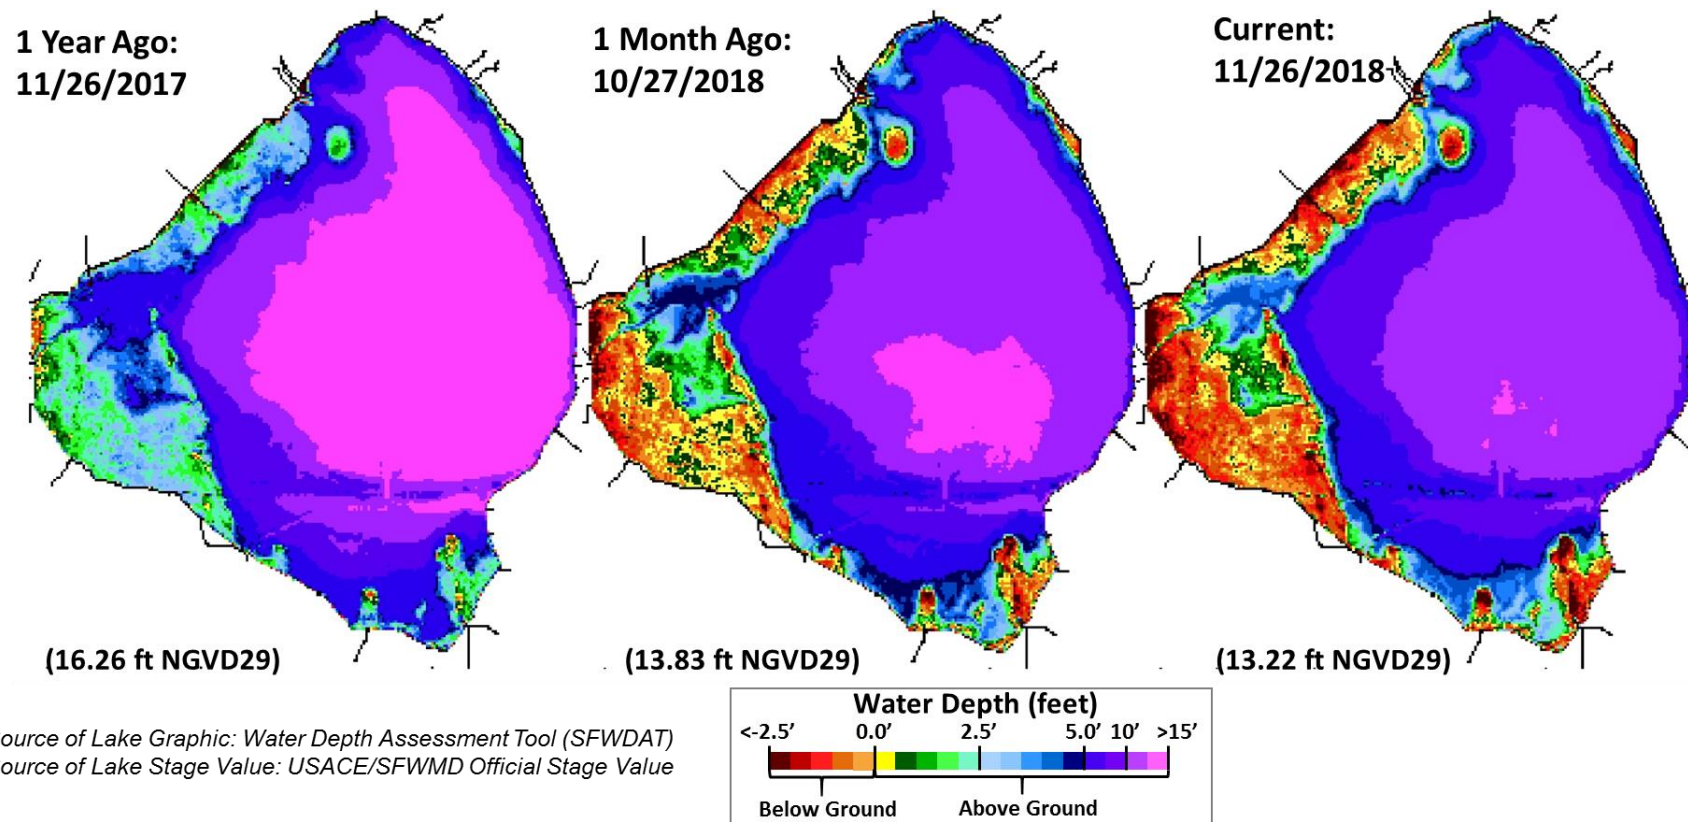 1 Year Ago:
11/26/2017
1 Month Ago:
10/27/2018
Current:
11/26/2018
(16.26 ft NGVD29)
(13.83 ft NGVD29)
(13.22 ft NGVD29)
Water Depth (feet)
<-2.5’ 0.0’ 2.5’ 5.0’ 10’ >15’
Below Ground Above Ground
ource of Lake Graphic: Water Depth Assessment Tool (SFWDAT)
ource of Lake Stage Value: USACE/SFWMD Official Stage Value